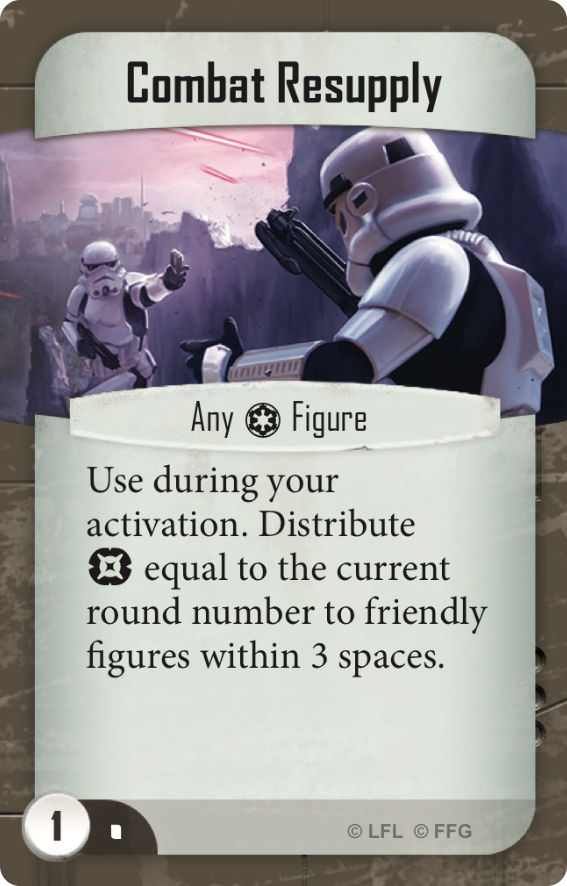 Combat Resupply
Any Figure
Use during your
activation. Distribute
equal to the current
round number to friendly
figures within 3 spaces.
1
© LFL © FFG